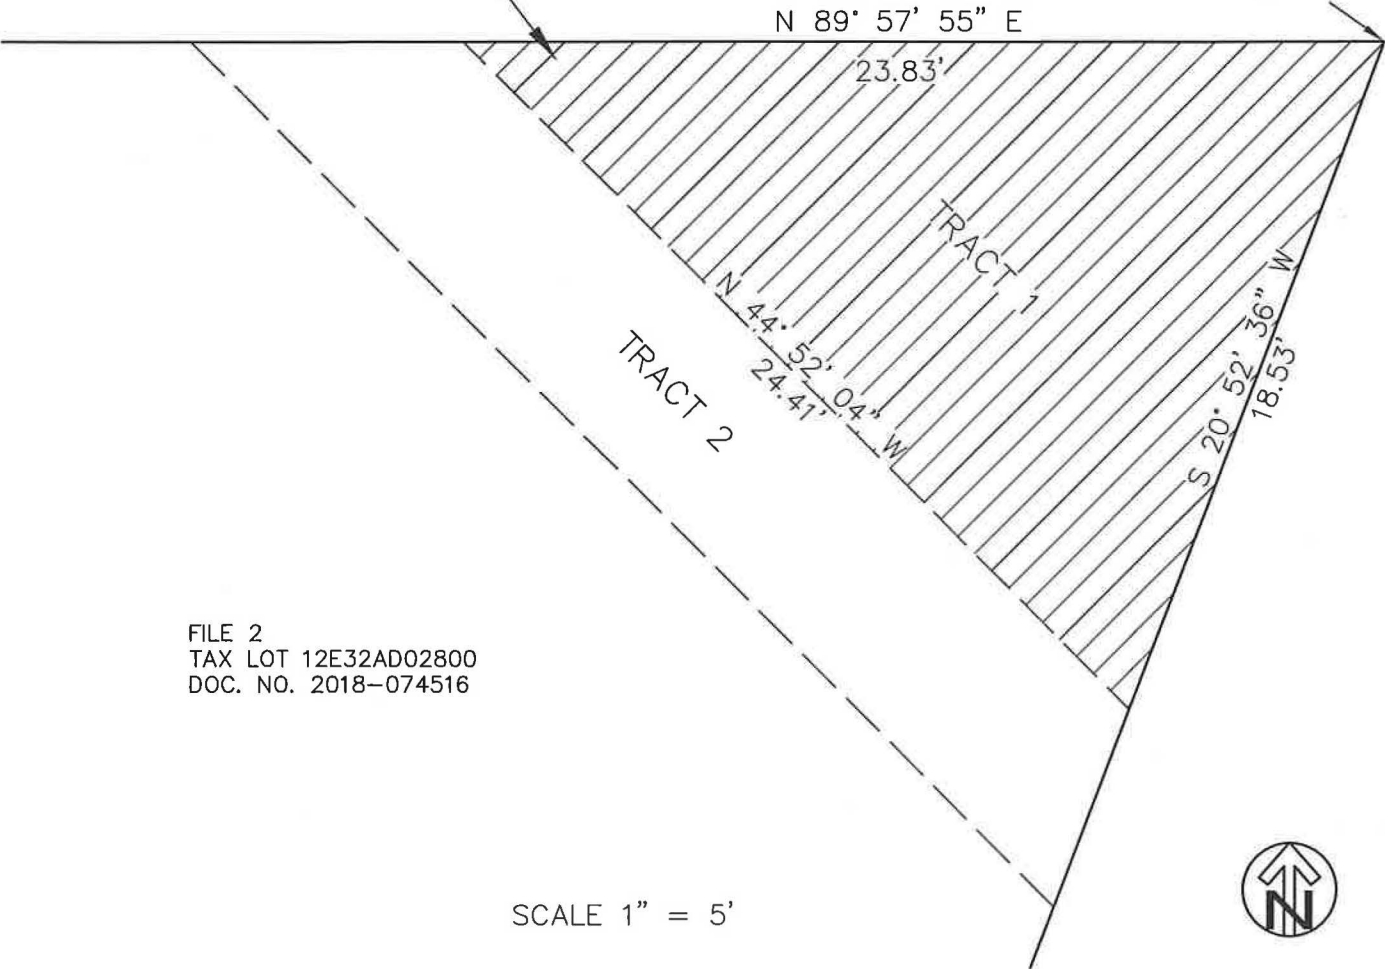 N 89° 57' 55" E
23.83'
TRACT 1
N 44° 52' 04" W
24.41'
S 20° 52' 36" W
18.53'
TRACT 2
FILE 2
TAX LOT 12E32AD02800
DOC. NO. 2018-074516
SCALE 1" = 5'
N